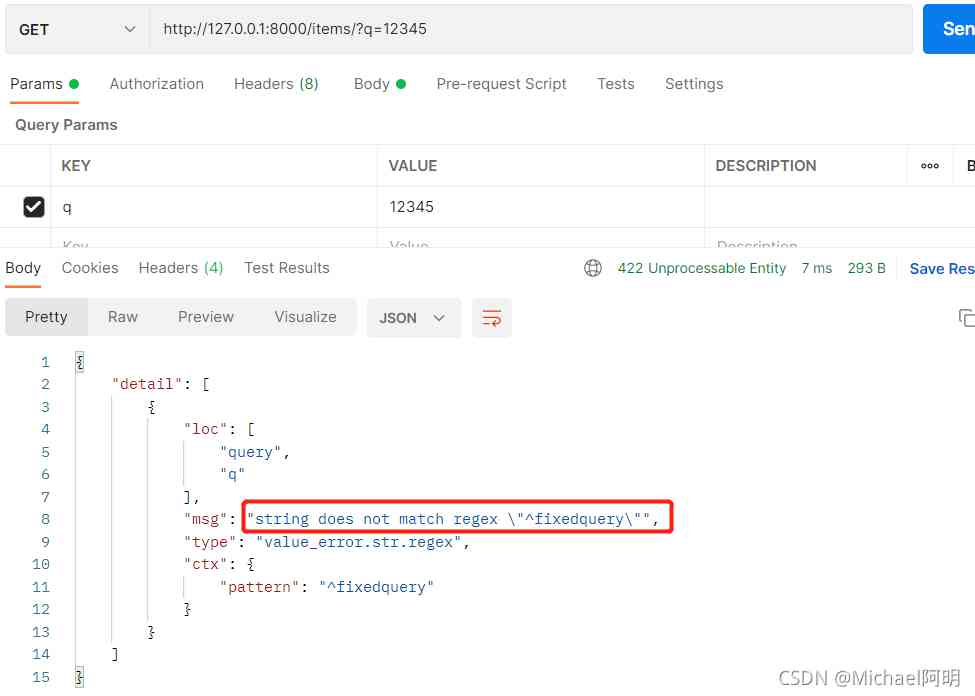 GET http://127.0.0.1:8000/items/?q=12345 Sen
Params Authorization Headers (8) Body Pre-request Script Tests Settings
Query Params
KEY VALUE DESCRIPTION ooo B
q 12345
Key Value Description
Body Cookies Headers (4) Test Results 422 Unprocessable Entity 7 ms 293 B Save Res
Pretty Raw Preview Visualize JSON
1 {
2 "detail": [
3 {
4 "loc": [
5 "query",
6 "q"
7 ],
8 "msg": "string does not match regex \"^fixedquery\"",
9 "type": "value_error.str.regex",
10 "ctx": {
11 "pattern": "^fixedquery"
12 }
13 }
14 ]
15 }
CSDN @Michael阿明